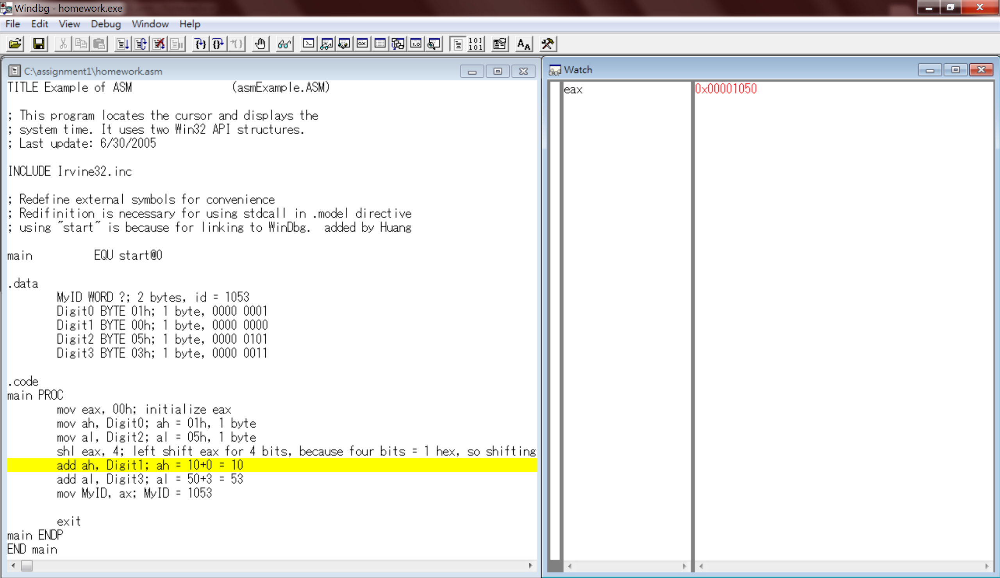 Windbg - homework.exe
File Edit View Debug Window Help
C:\assignment1\homework.asm
TITLE Example of ASM (asmExample.ASM)
; This program locates the cursor and displays the
; system time. It uses two Win32 API structures.
; Last update: 6/30/2005
INCLUDE Irvine32.inc
; Redefine external symbols for convenience
; Redifinition is necessary for using stdcall in .model directive
; using "start" is because for linking to WinDbg.  added by Huang
main EQU start@0
.data
MyID WORD ?; 2 bytes, id = 1053
Digit0 BYTE 01h; 1 byte, 0000 0001
Digit1 BYTE 00h; 1 byte, 0000 0000
Digit2 BYTE 05h; 1 byte, 0000 0101
Digit3 BYTE 03h; 1 byte, 0000 0011
.code
main PROC
mov eax, 00h; initialize eax
mov ah, Digit0; ah = 01h, 1 byte
mov al, Digit2; al = 05h, 1 byte
shl eax, 4; left shift eax for 4 bits, because four bits = 1 hex, so shifting
add ah, Digit1; ah = 10+0 = 10
add al, Digit3; al = 50+3 = 53
mov MyID, ax; MyID = 1053
exit
main ENDP
END main
Watch
eax 0x00001050